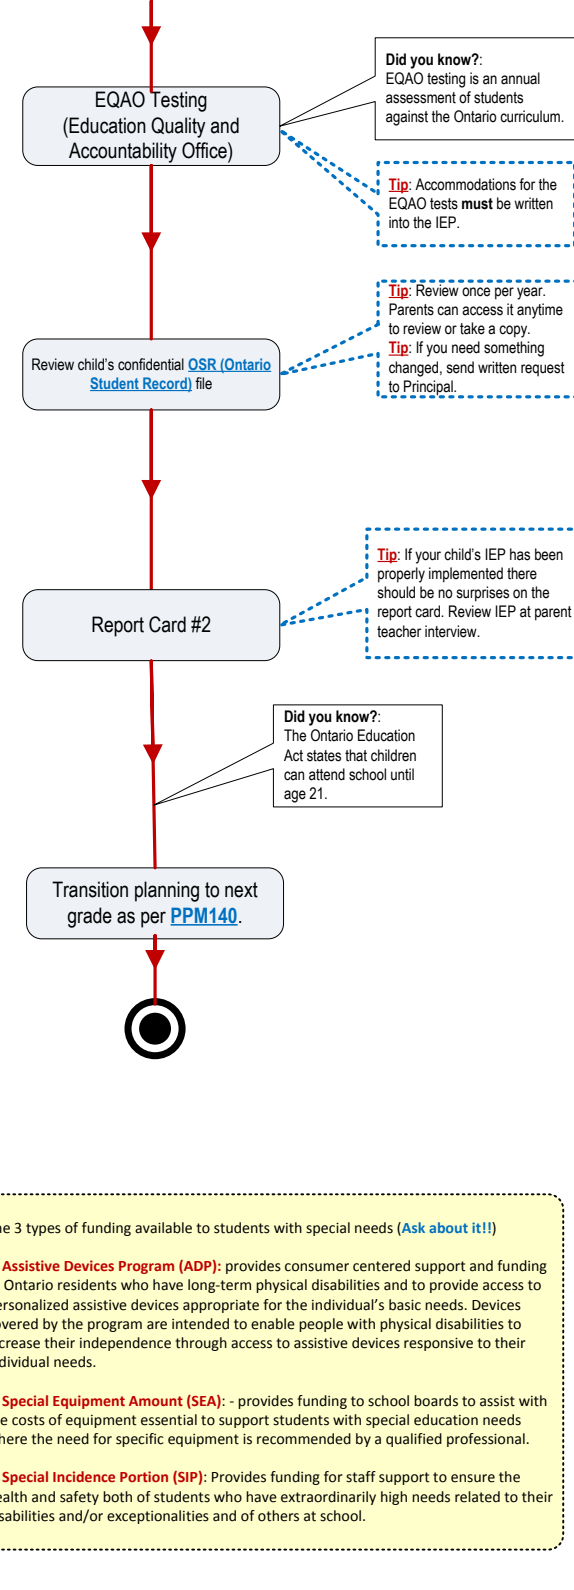 EQAO Testing
(Education Quality and
Accountability Office)
Did you know?:
EQAO testing is an annual
assessment of students
against the Ontario curriculum.
Tip: Accommodations for the
EQAO tests must be written
into the IEP.
Review child's confidential OSR (Ontario
Student Record) file
Tip: Review once per year.
Parents can access it anytime
to review or take a copy.
Tip: If you need something
changed, send written request
to Principal.
Report Card #2
Tip: If your child's IEP has been
properly implemented there
should be no surprises on the
report card. Review IEP at parent
teacher interview.
Did you know?:
The Ontario Education
Act states that children
can attend school until
age 21.
Transition planning to next
grade as per PPM140.
3 types of funding available to students with special needs (Ask about it!!)
Assistive Devices Program (ADP): provides consumer centered support and funding
Ontario residents who have long-term physical disabilities and to provide access to
ersonalized assistive devices appropriate for the individual's basic needs. Devices
overed by the program are intended to enable people with physical disabilities to
crease their independence through access to assistive devices responsive to their
dividual needs.
Special Equipment Amount (SEA): - provides funding to school boards to assist with
e costs of equipment essential to support students with special education needs
here the need for specific equipment is recommended by a qualified professional.
Special Incidence Portion (SIP): Provides funding for staff support to ensure the
ealth and safety both of students who have extraordinarily high needs related to their
sabilities and/or exceptionalities and of others at school.